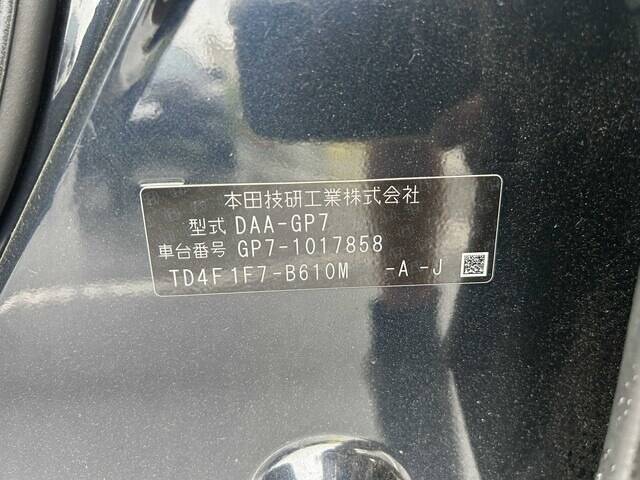 本田技研工業株式会社
型式 DAA-GP7
車台番号 GP7-1017858
TD4F1F7-B610M -A -J